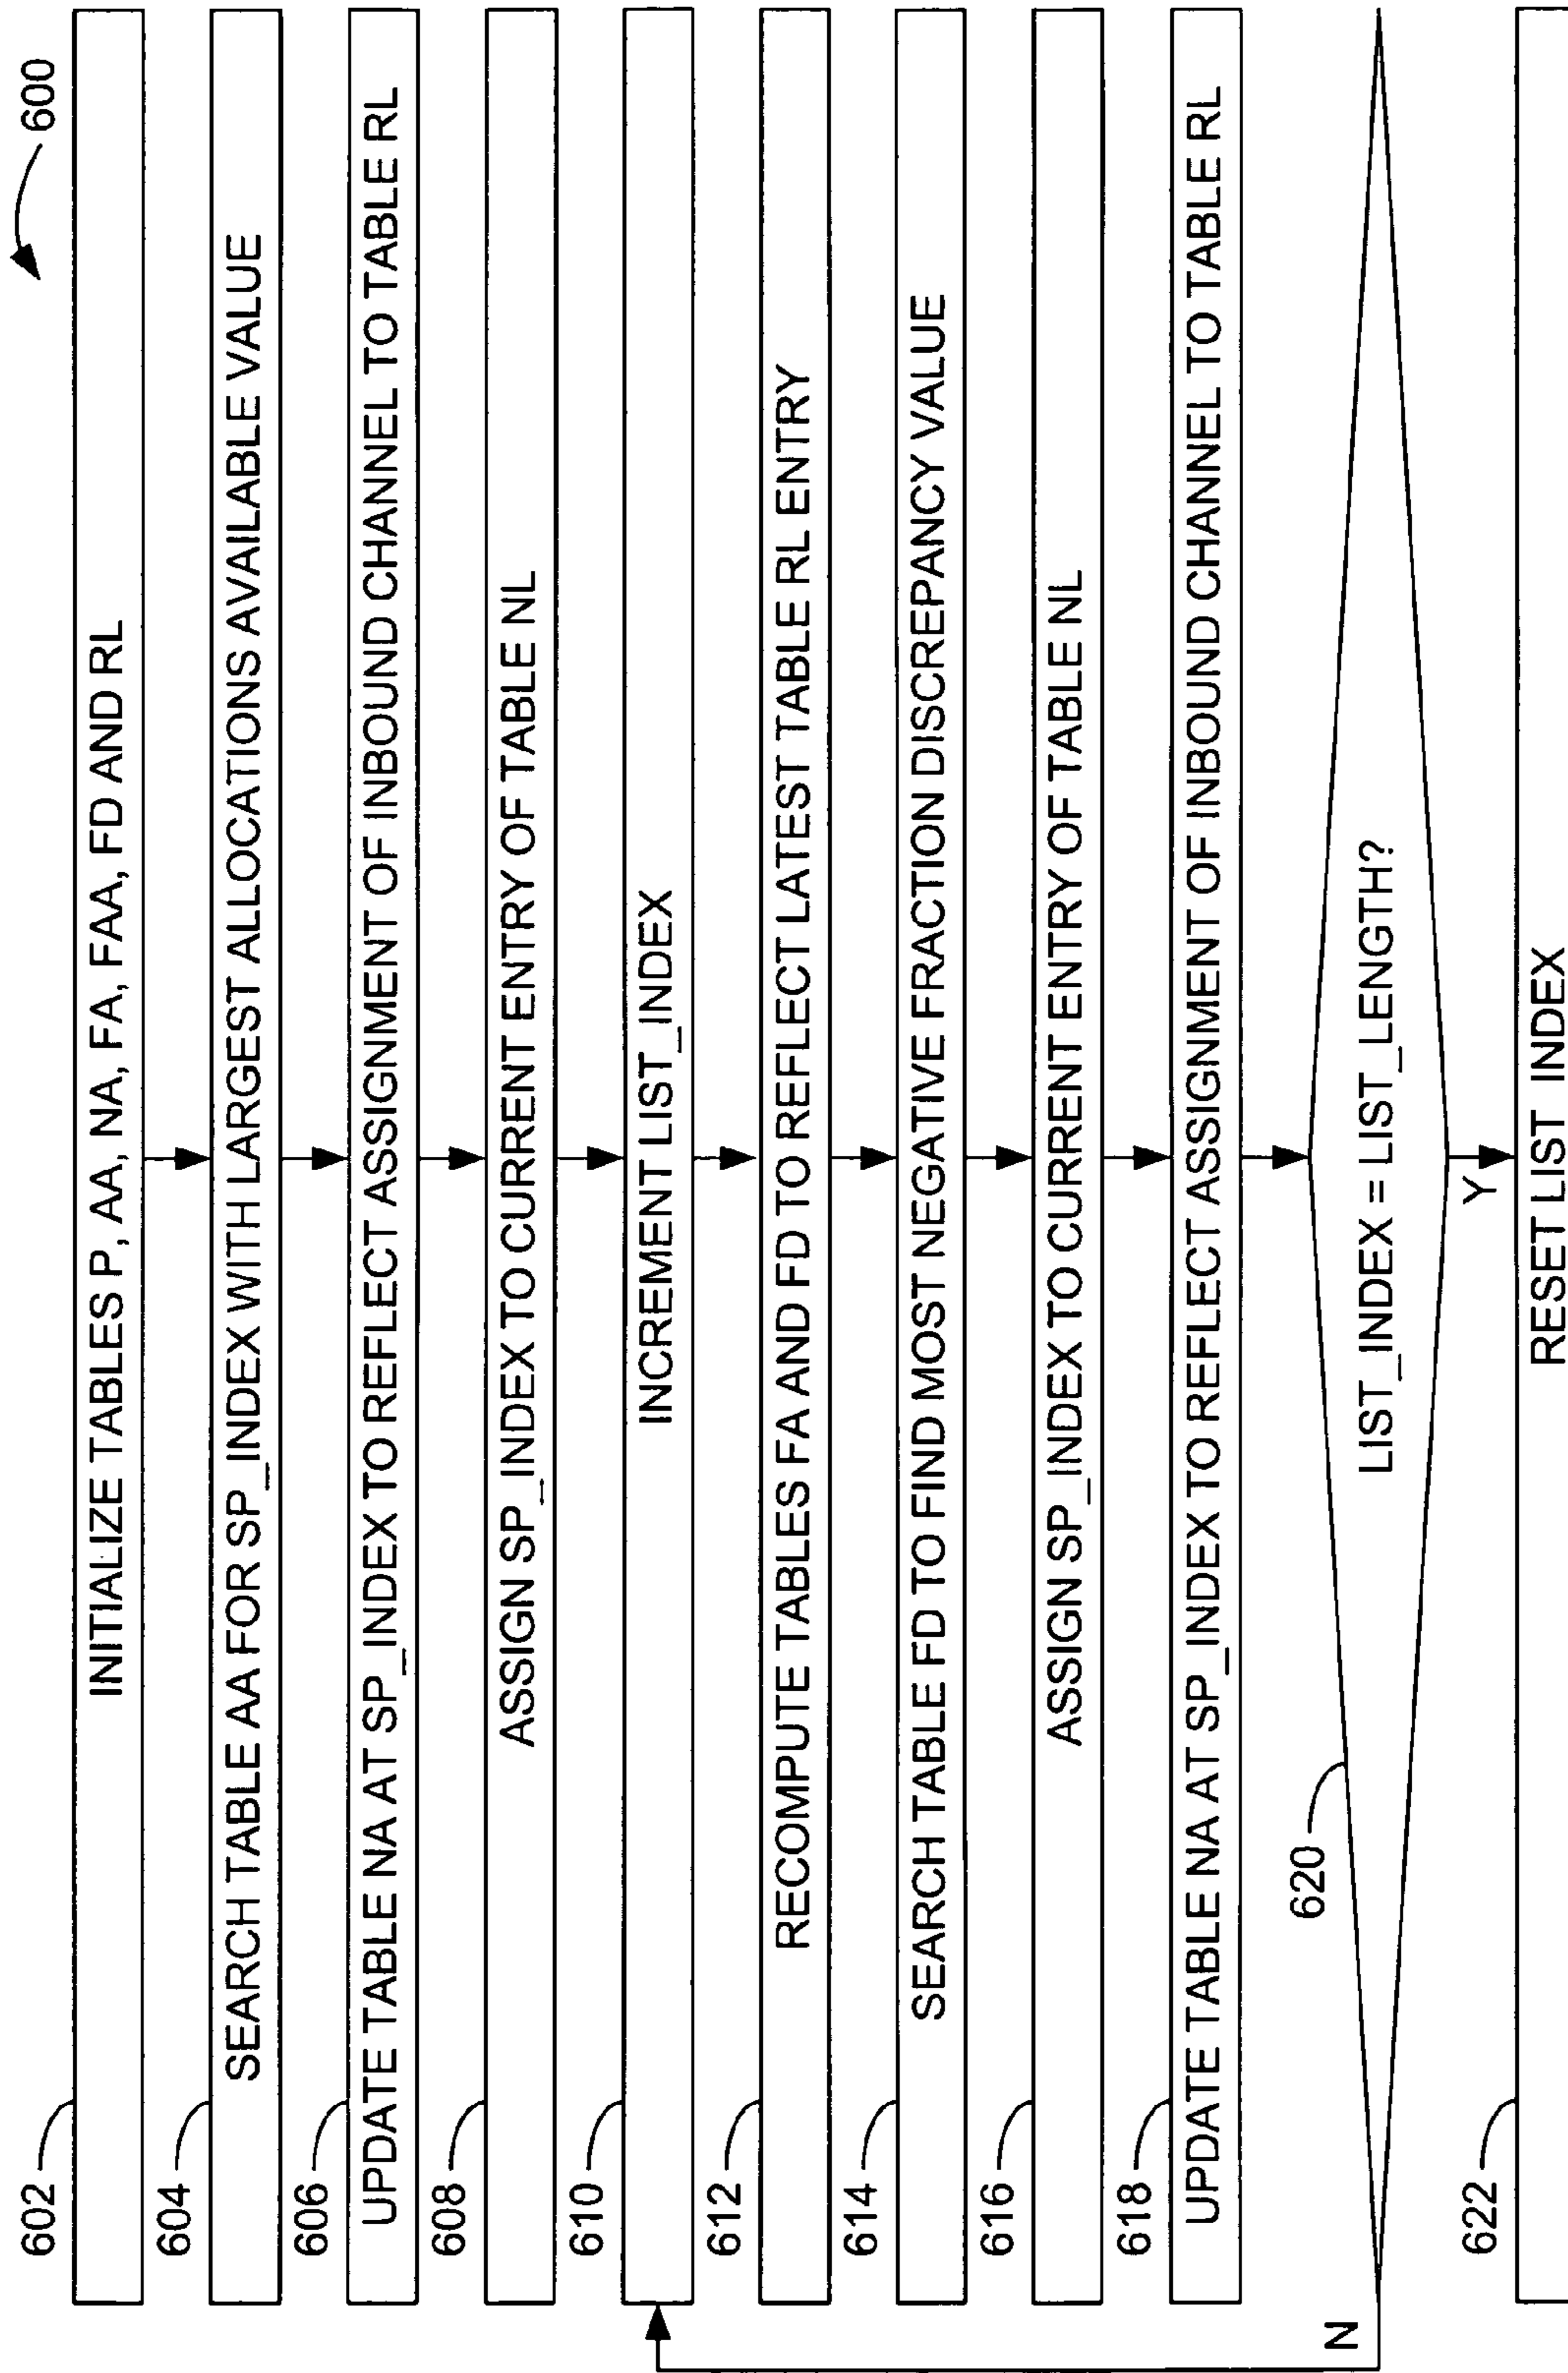 600
602
INITIALIZE TABLES P, AA, NA, FA, FAA, FD AND RL
604
SEARCH TABLE AA FOR SP_INDEX WITH LARGEST ALLOCATIONS AVAILABLE VALUE
606
UPDATE TABLE NA AT SP_INDEX TO REFLECT ASSIGNMENT OF INBOUND CHANNEL TO TABLE RL
608
ASSIGN SP_INDEX TO CURRENT ENTRY OF TABLE NL
610
INCREMENT LIST_INDEX
612
RECOMPUTE TABLES FA AND FD TO REFLECT LATEST TABLE RL ENTRY
614
SEARCH TABLE FD TO FIND MOST NEGATIVE FRACTION DISCREPANCY VALUE
616
ASSIGN SP_INDEX TO CURRENT ENTRY OF TABLE NL
618
UPDATE TABLE NA AT SP_INDEX TO REFLECT ASSIGNMENT OF INBOUND CHANNEL TO TABLE RL
620
LIST_INDEX = LIST_LENGTH?
N
Y
622
RESET LIST_INDEX